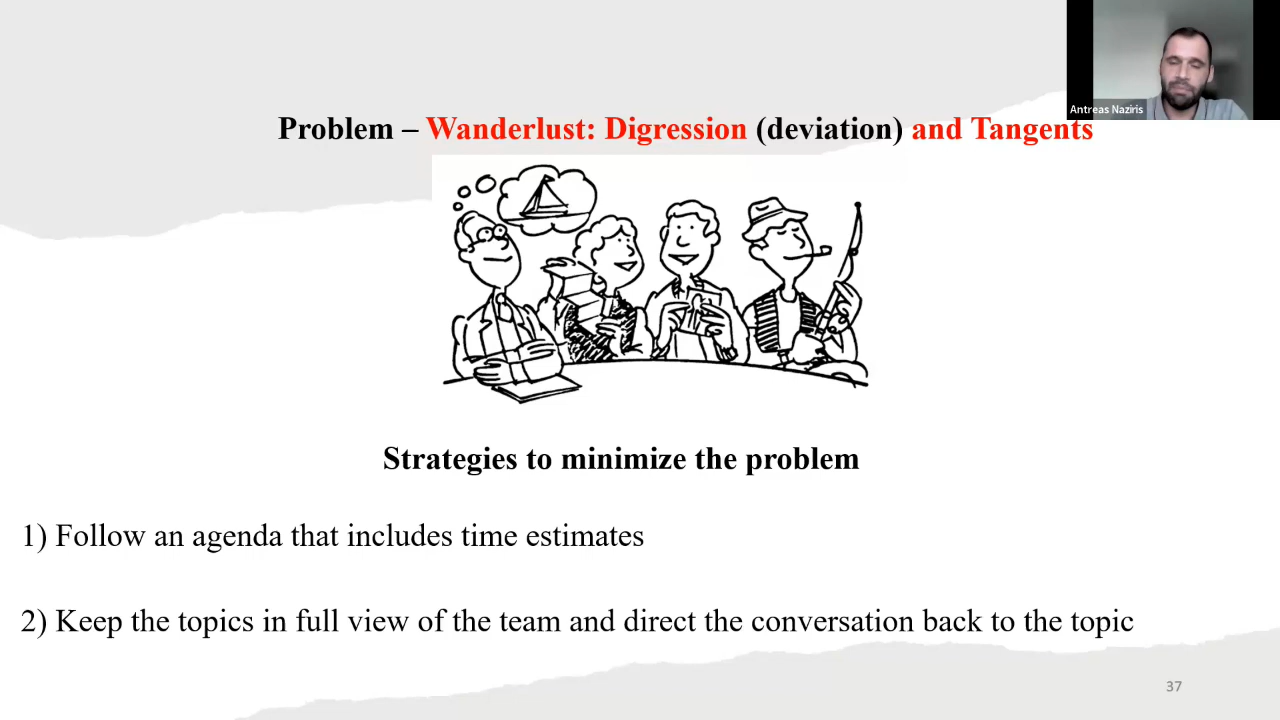 Antreas Naziris
Problem – Wanderlust: Digression (deviation) and Tangents
Strategies to minimize the problem
1) Follow an agenda that includes time estimates
2) Keep the topics in full view of the team and direct the conversation back to the topic
37